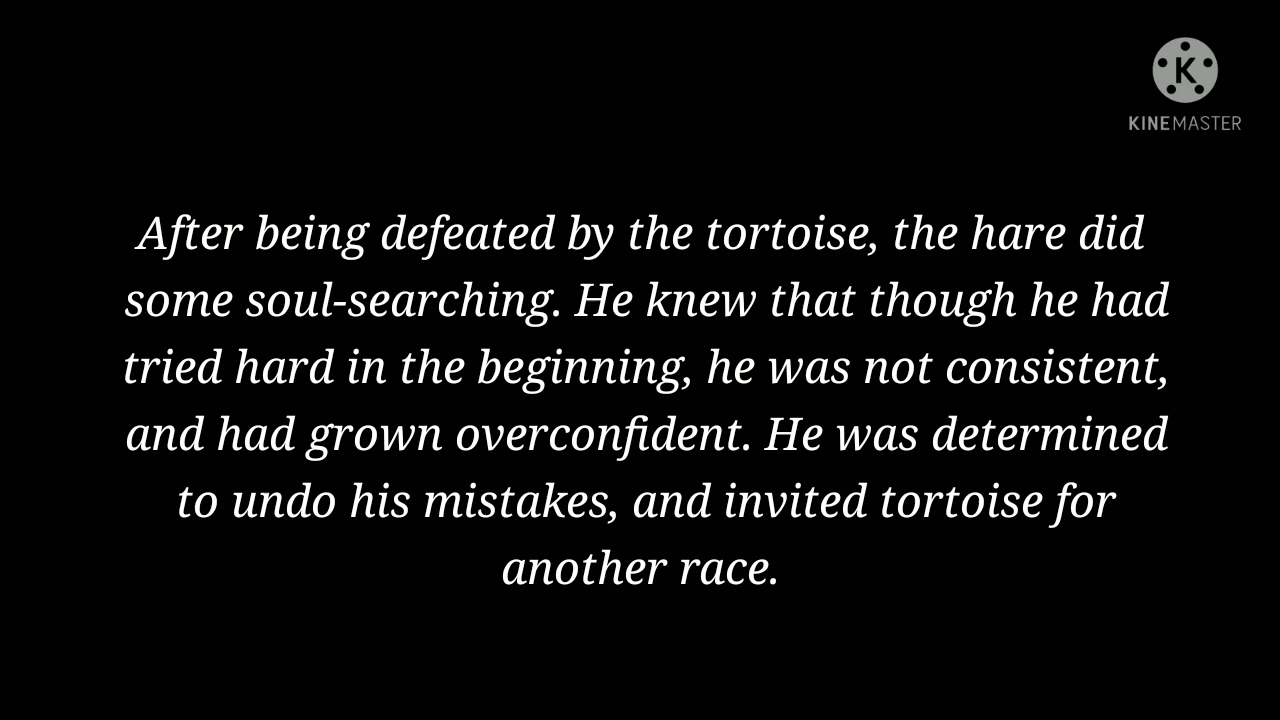 K
KINEMASTER
After being defeated by the tortoise, the hare did
some soul-searching. He knew that though he had
tried hard in the beginning, he was not consistent,
and had grown overconfident. He was determined
to undo his mistakes, and invited tortoise for
another race.